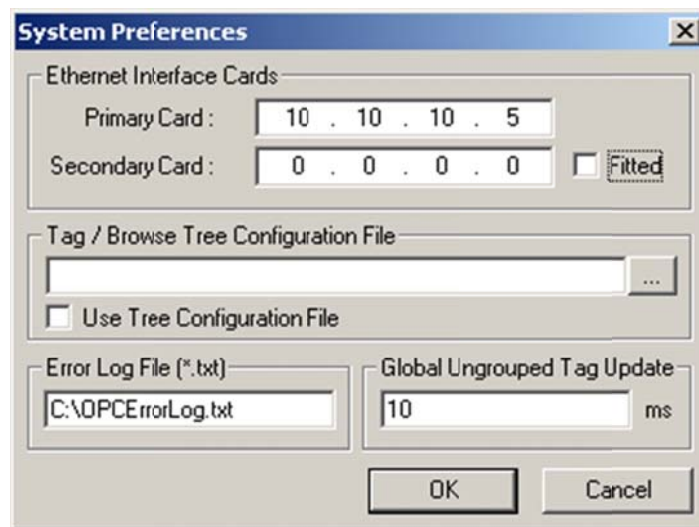 System Preferences
Ethernet Interface Cards
Primary Card : 10 . 10 . 10 . 5
Secondary Card : 0 . 0 . 0 . 0 Fitted
Tag / Browse Tree Configuration File
...
Use Tree Configuration File
Error Log File (*.txt) Global Ungrouped Tag Update
C:\OPCErrorLog.txt 10 ms
OK Cancel